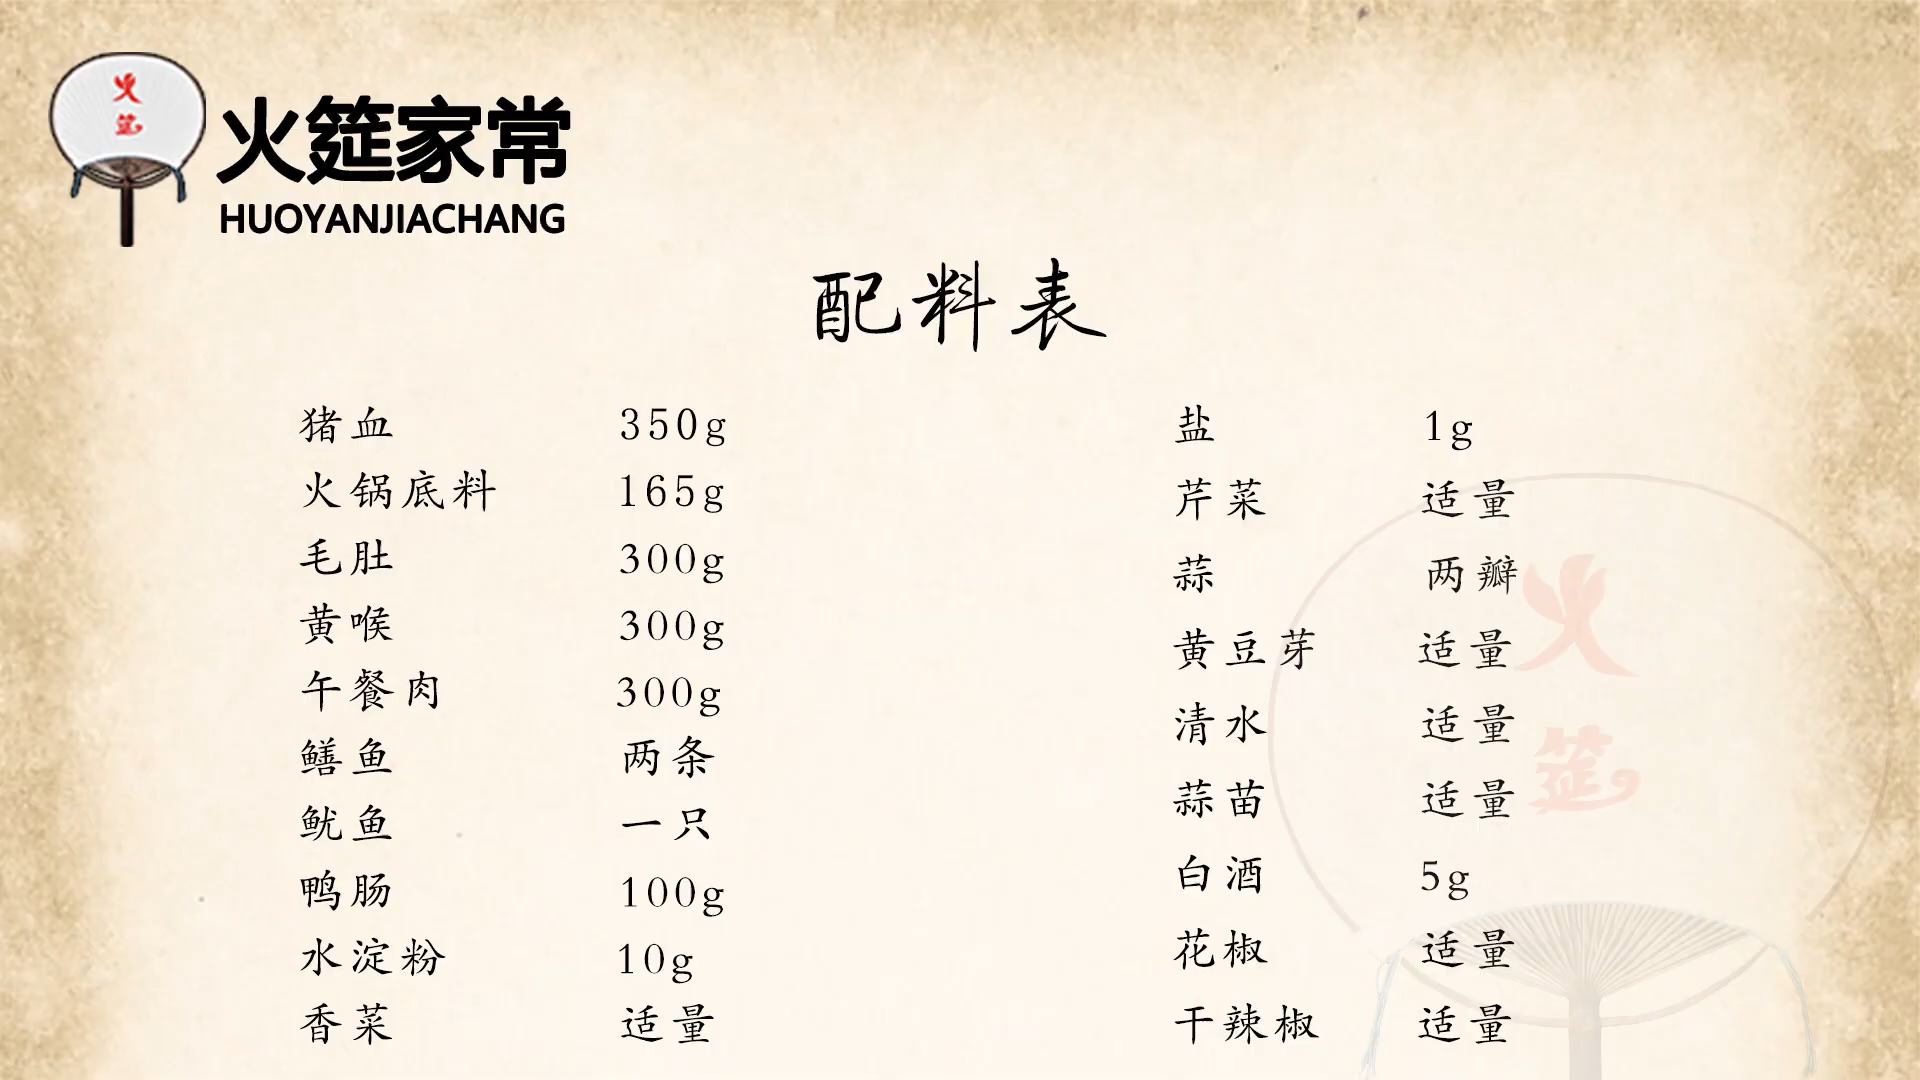 火
筵
火筵家常
HUOYANJIACHANG
配料表
猪血 350g
火锅底料 165g
毛肚 300g
黄喉 300g
午餐肉 300g
鳝鱼 两条
鱿鱼 一只
鸭肠 100g
水淀粉 10g
香菜 适量
盐 1g
芹菜 适量
蒜 两瓣
黄豆芽 适量
清水 适量
蒜苗 适量
白酒 5g
花椒 适量
干辣椒 适量
火
筵